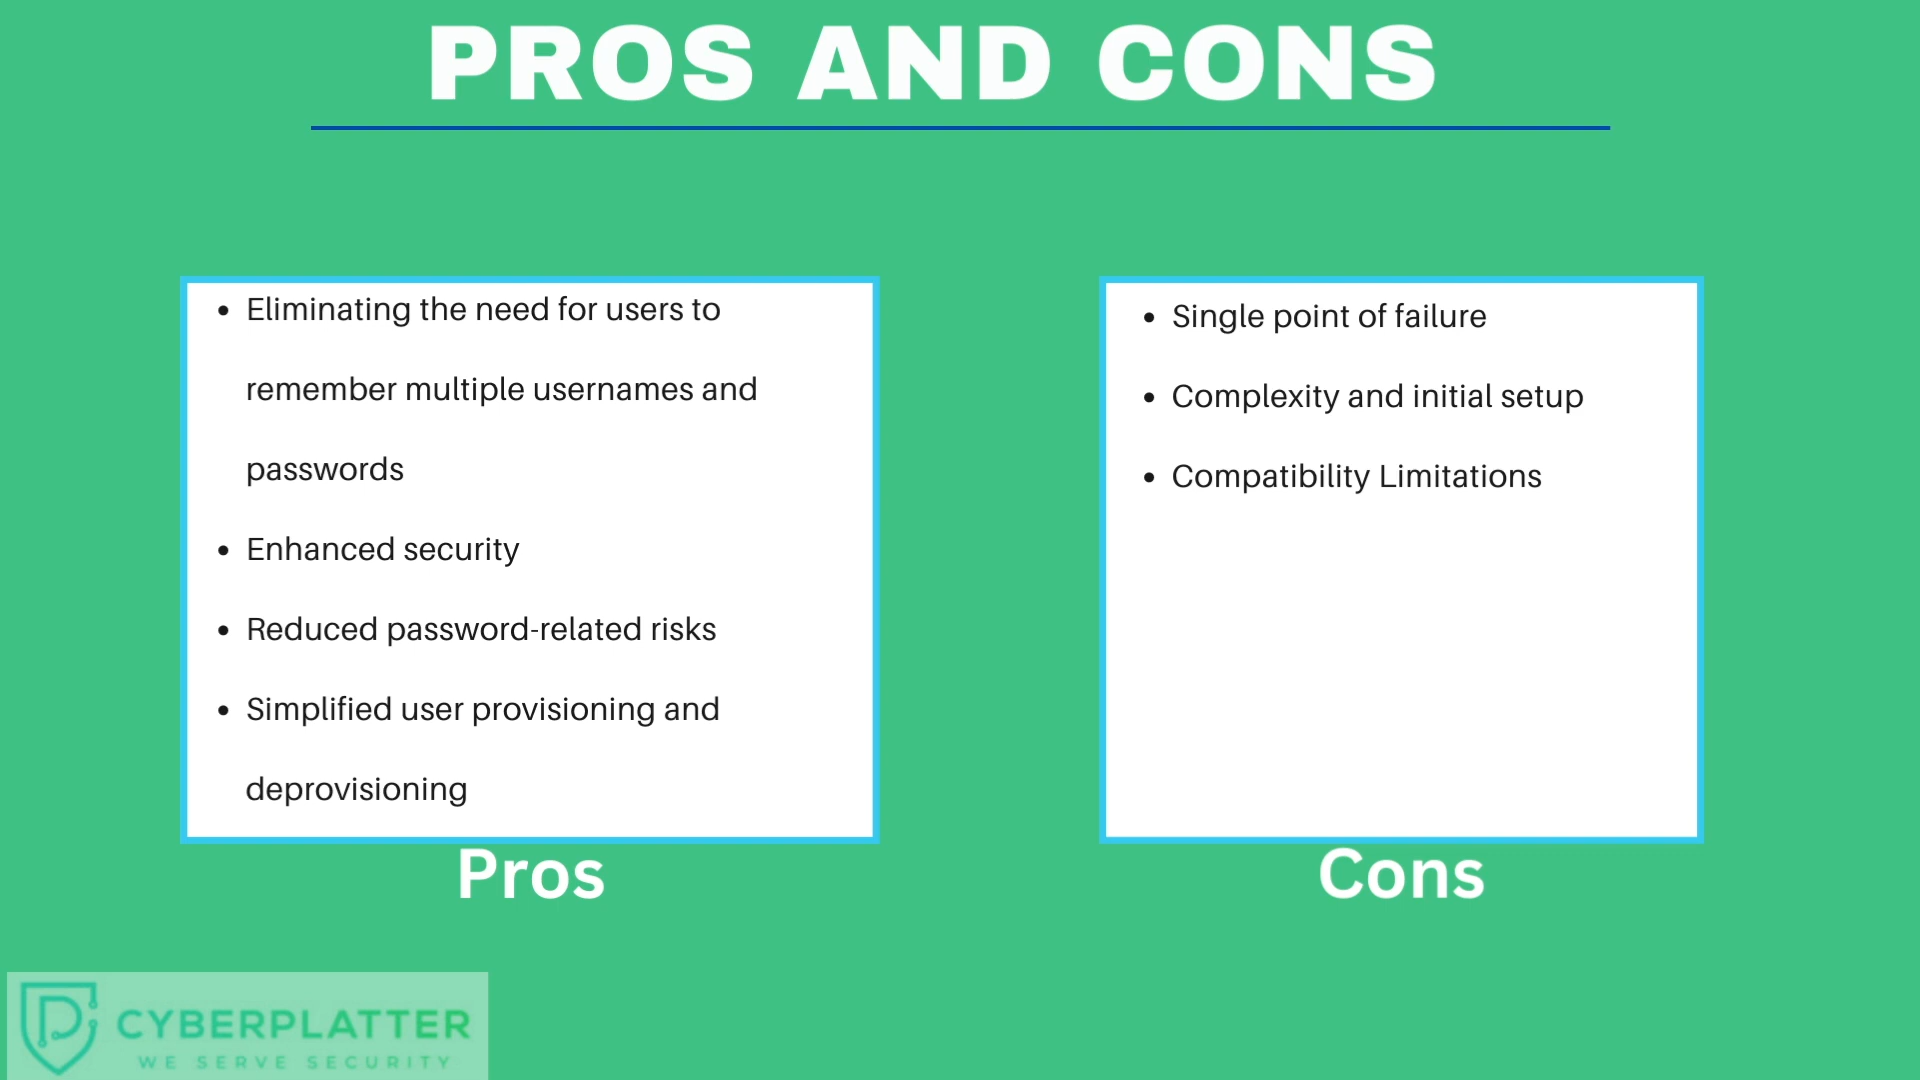 PROS AND CONS
• Eliminating the need for users to
remember multiple usernames and
passwords
• Enhanced security
• Reduced password-related risks
• Simplified user provisioning and
deprovisioning
Pros
• Single point of failure
• Complexity and initial setup
• Compatibility Limitations
Cons
CYBERPLATTER
WE SERVE SECURITY